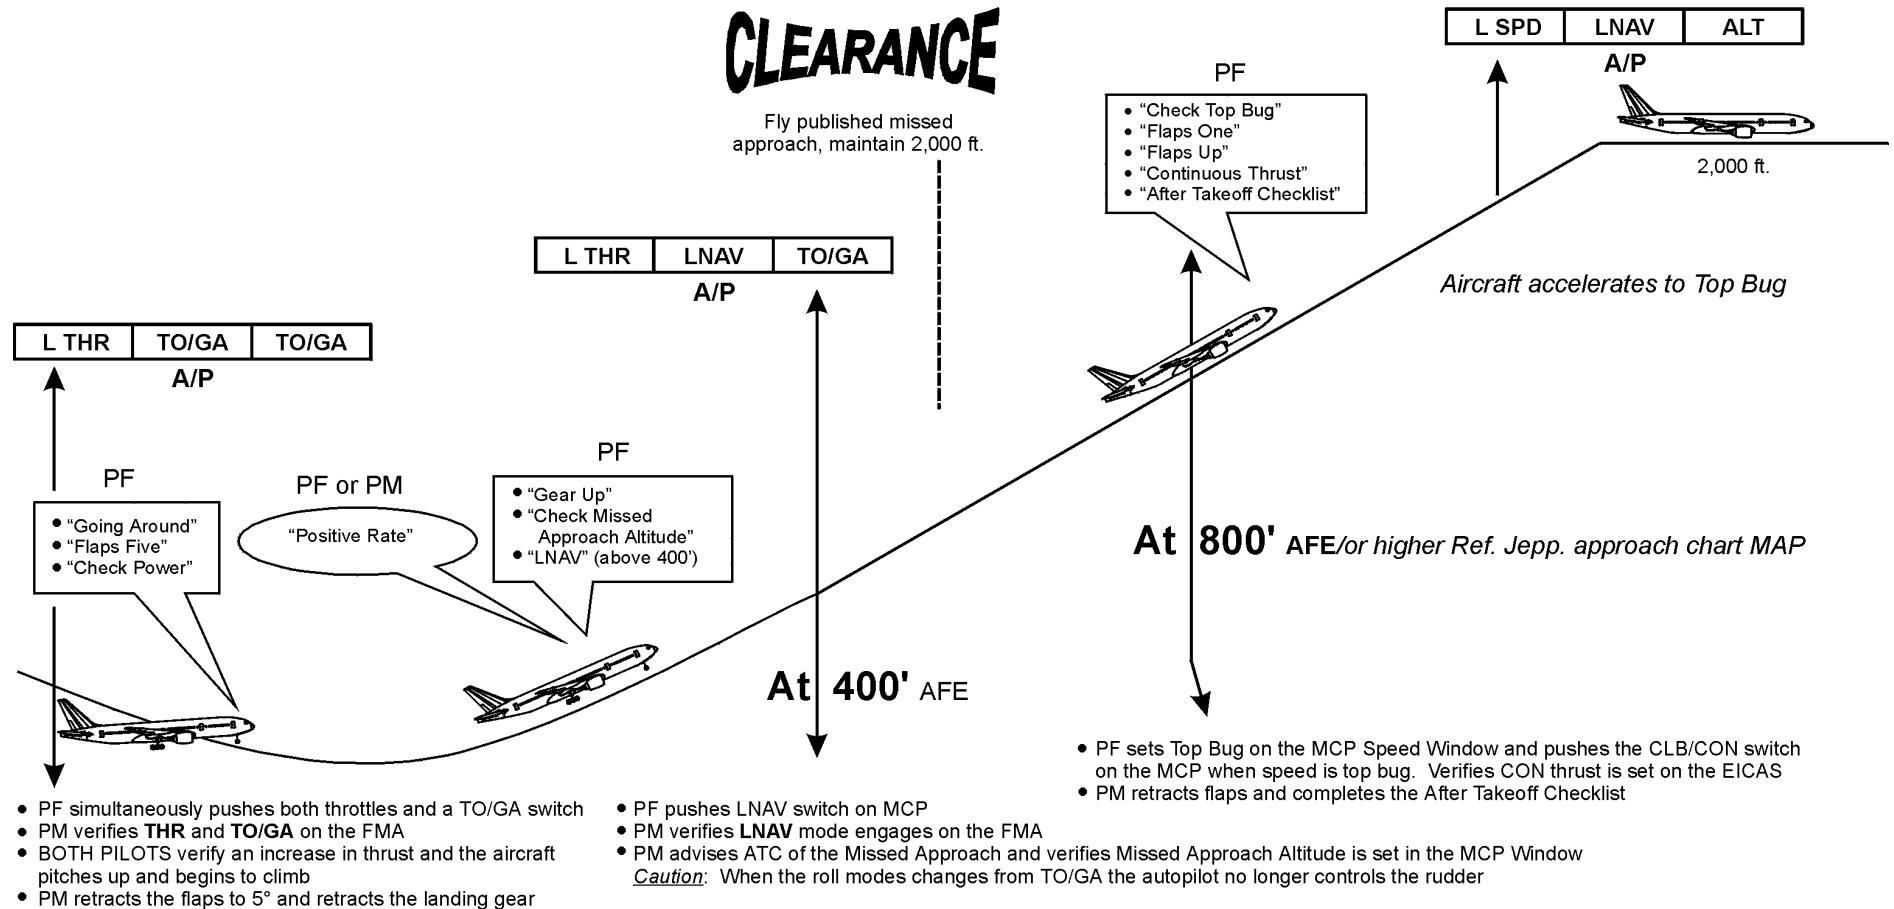 CLEARANCE
Fly published missed
approach, maintain 2,000 ft.
L SPD LNAV ALT
A/P
2,000 ft.
PF
• “Check Top Bug”
• “Flaps One”
• “Flaps Up”
• “Continuous Thrust”
• “After Takeoff Checklist”
Aircraft accelerates to Top Bug
L THR LNAV TO/GA
A/P
L THR TO/GA TO/GA
A/P
PF
• “Going Around”
• “Flaps Five”
• “Check Power”
PF or PM
“Positive Rate”
PF
• “Gear Up”
• “Check Missed
Approach Altitude”
• “LNAV” (above 400’)
At 400' AFE
At 800' AFE/or higher Ref. Jepp. approach chart MAP
• PF simultaneously pushes both throttles and a TO/GA switch
• PM verifies THR and TO/GA on the FMA
• BOTH PILOTS verify an increase in thrust and the aircraft
pitches up and begins to climb
• PM retracts the flaps to 5° and retracts the landing gear
• PF pushes LNAV switch on MCP
• PM verifies LNAV mode engages on the FMA
• PM advises ATC of the Missed Approach and verifies Missed Approach Altitude is set in the MCP Window
Caution: When the roll modes changes from TO/GA the autopilot no longer controls the rudder
• PF sets Top Bug on the MCP Speed Window and pushes the CLB/CON switch
on the MCP when speed is top bug. Verifies CON thrust is set on the EICAS
• PM retracts flaps and completes the After Takeoff Checklist